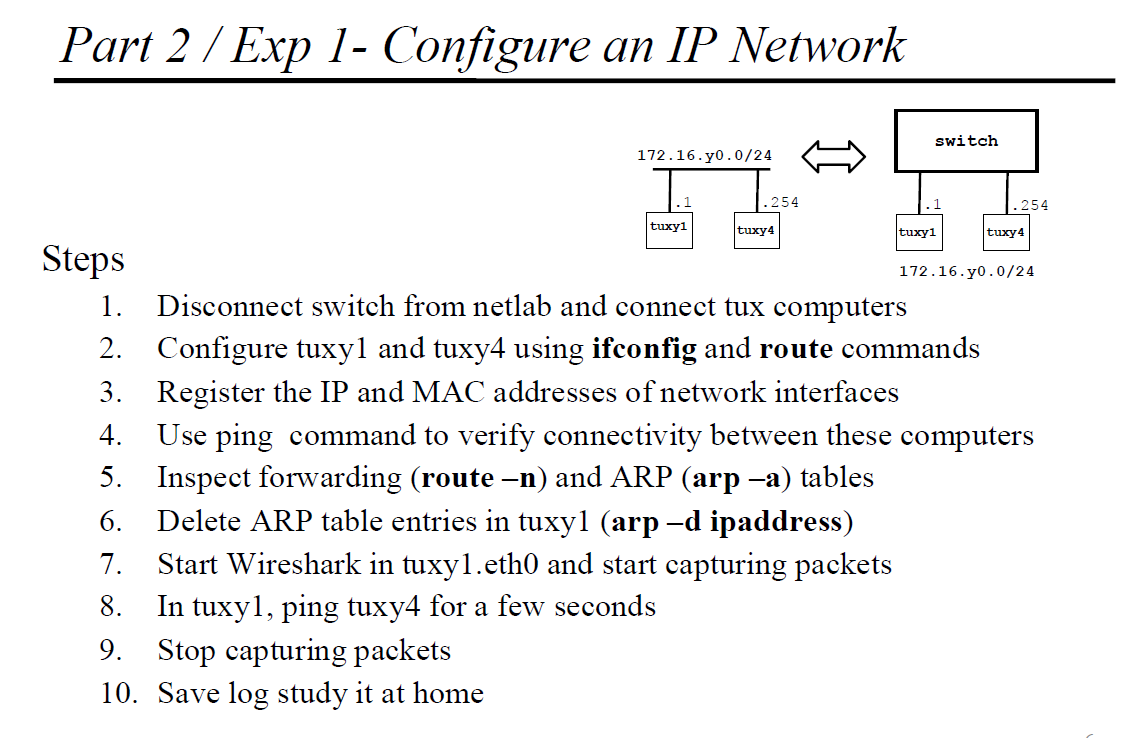 Part 2 / Exp 1- Configure an IP Network
172.16.y0.0/24
.1
.254
tuxy1
tuxy4
switch
.1
.254
tuxy1
tuxy4
172.16.y0.0/24
Steps
1. Disconnect switch from netlab and connect tux computers
2. Configure tuxy1 and tuxy4 using ifconfig and route commands
3. Register the IP and MAC addresses of network interfaces
4. Use ping command to verify connectivity between these computers
5. Inspect forwarding (route –n) and ARP (arp –a) tables
6. Delete ARP table entries in tuxy1 (arp –d ipaddress)
7. Start Wireshark in tuxy1.eth0 and start capturing packets
8. In tuxy1, ping tuxy4 for a few seconds
9. Stop capturing packets
10. Save log study it at home